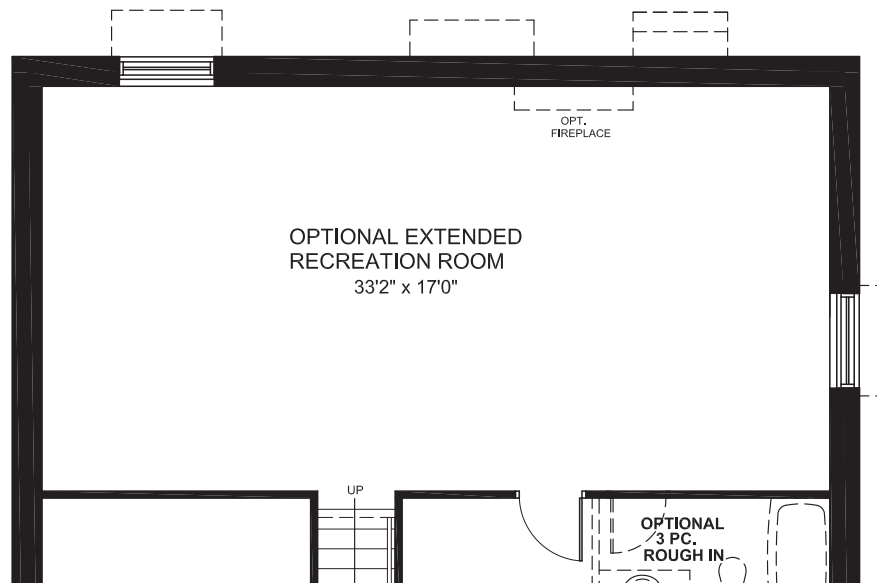 OPT.
FIREPLACE
OPTIONAL EXTENDED
RECREATION ROOM
33'2" x 17'0"
UP
OPTIONAL
3 PC.
ROUGH IN